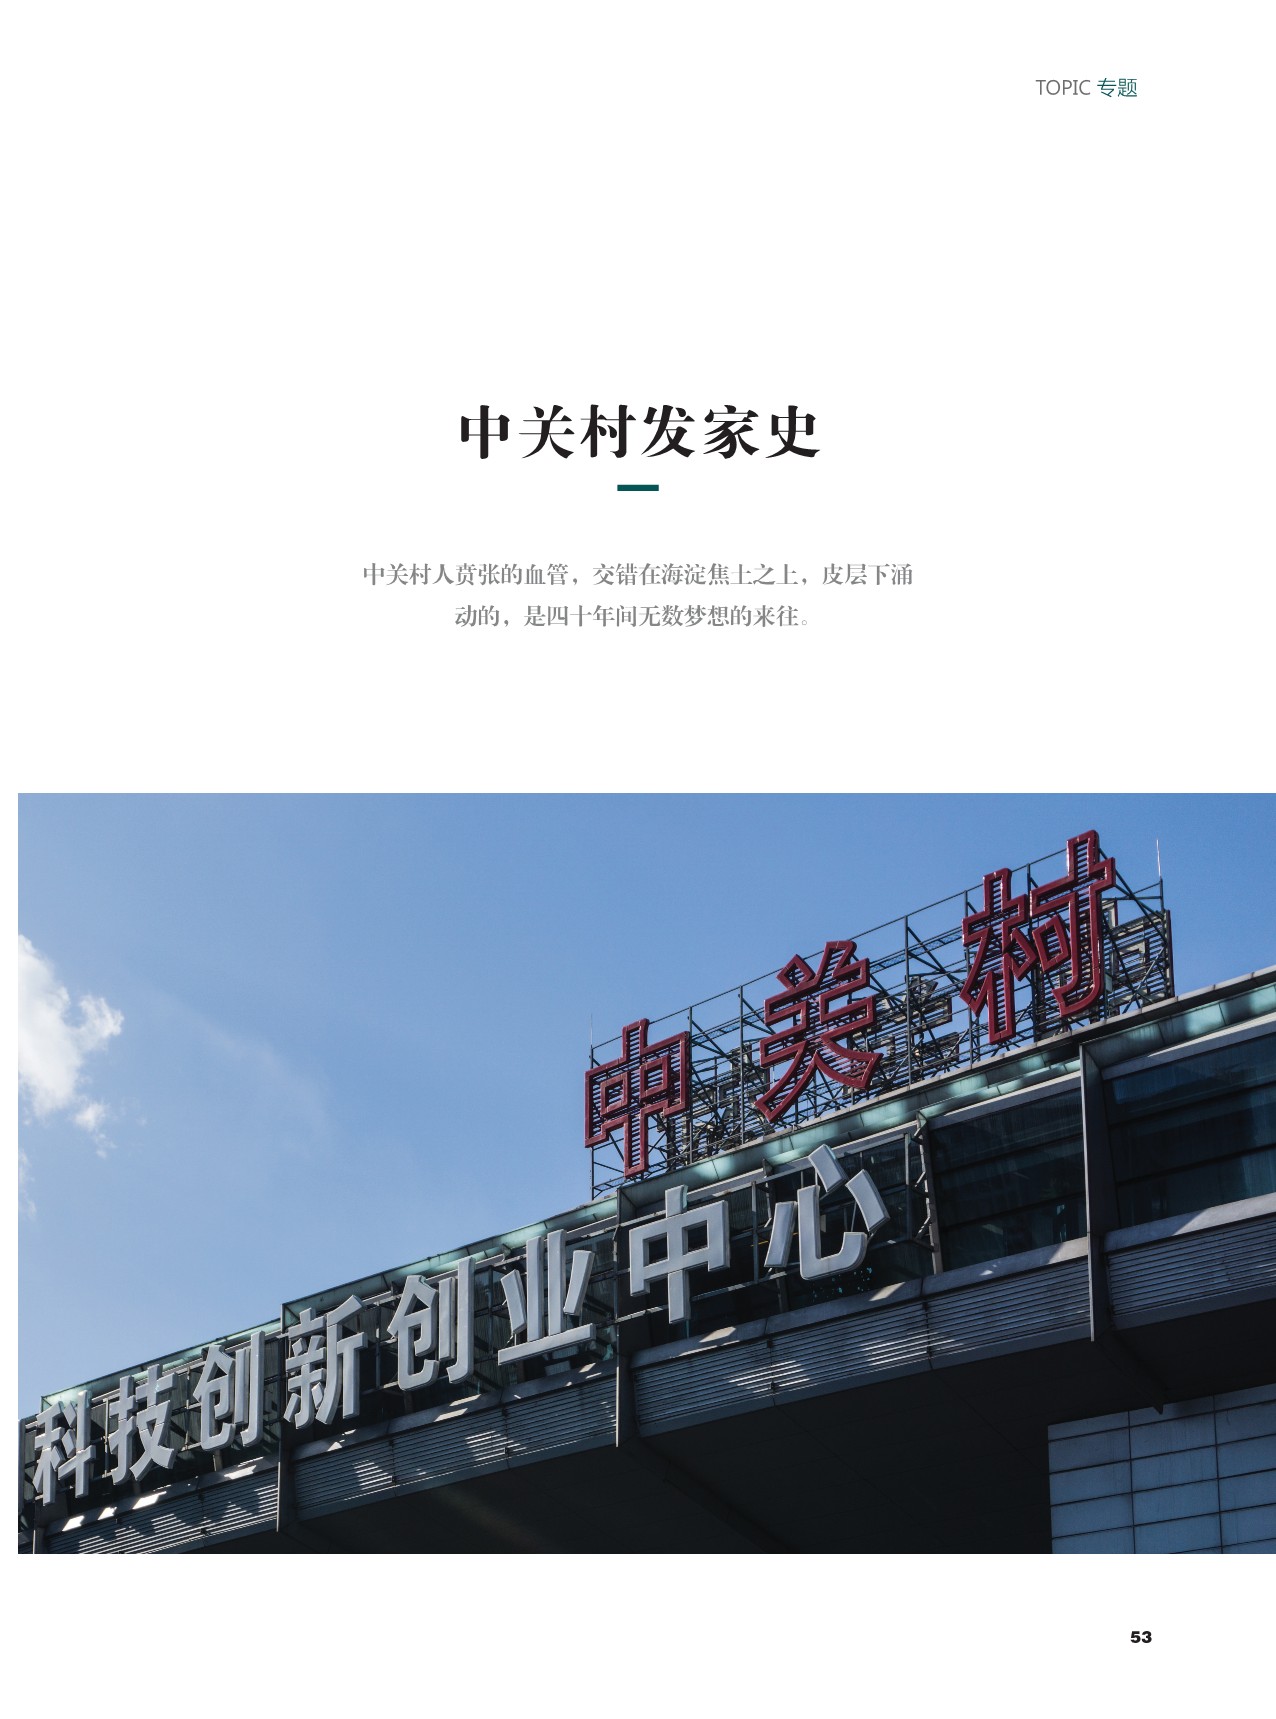 TOPIC 专题
中关村发家史
中关村人贲张的血管，交错在海淀焦土之上，皮层下涌
动的，是四十年间无数梦想的来往。
中关村
科技创新创业中心
53